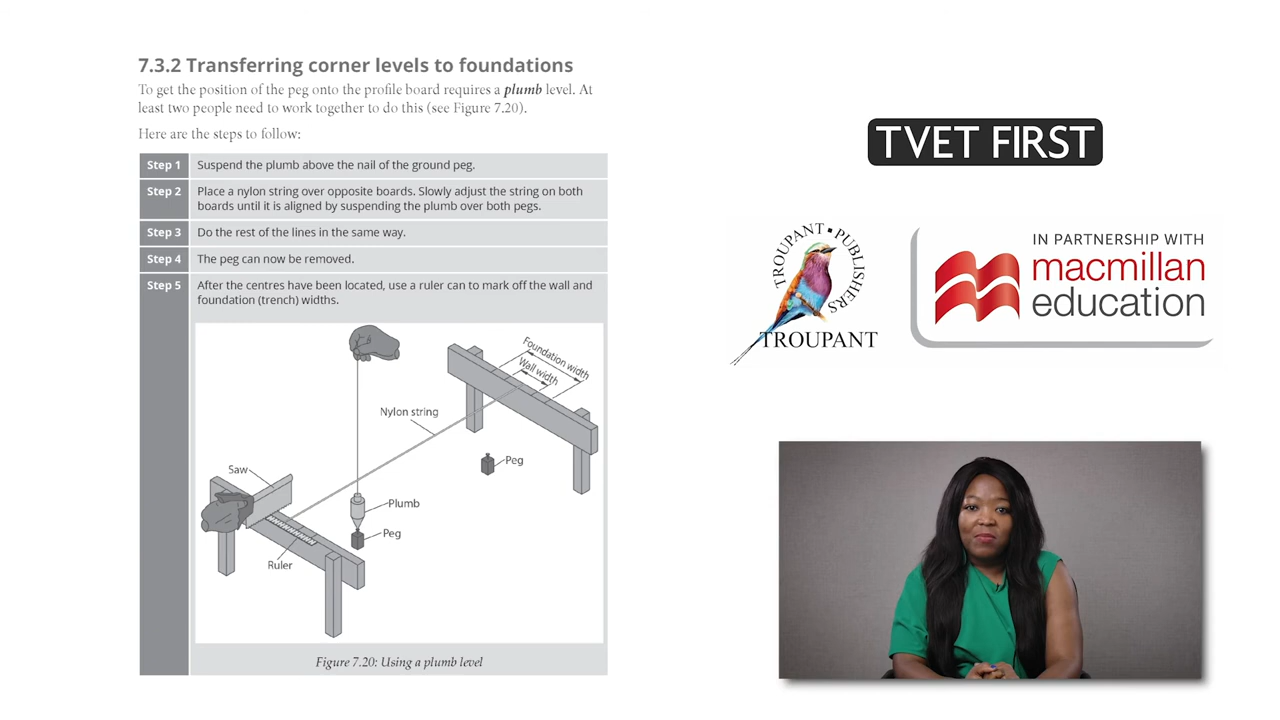 7.3.2 Transferring corner levels to foundations
To get the position of the peg onto the profile board requires a plumb level. At
least two people need to work together to do this (see Figure 7.20).
Here are the steps to follow:
Step 1 Suspend the plumb above the nail of the ground peg.
Step 2 Place a nylon string over opposite boards. Slowly adjust the string on both
boards until it is aligned by suspending the plumb over both pegs.
Step 3 Do the rest of the lines in the same way.
Step 4 The peg can now be removed.
Step 5 After the centres have been located, use a ruler can to mark off the wall and
foundation (trench) widths.
Foundation width
Wall width
Nylon string
Peg
Saw
Plumb
Peg
Ruler
Figure 7.20: Using a plumb level
TVET FIRST
TROUPANT PUBLISHERS
TROUPANT
IN PARTNERSHIP WITH
macmillan
education